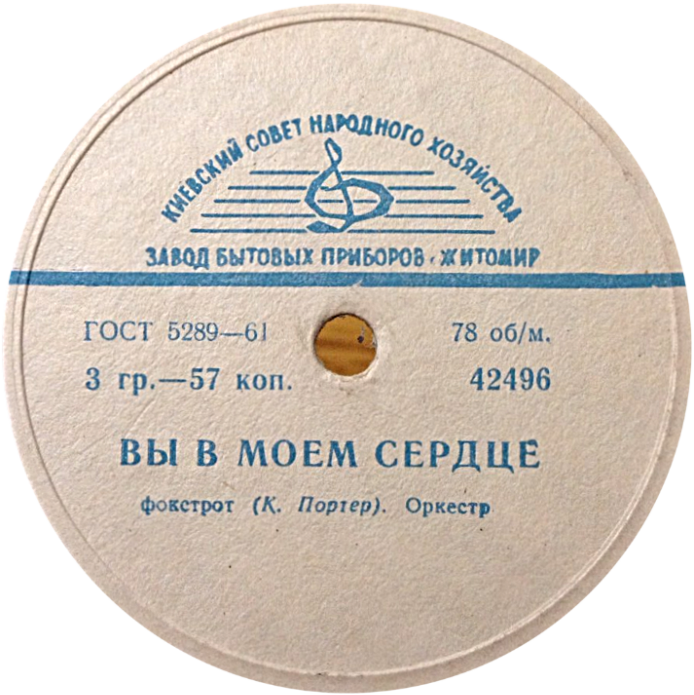 КИЕВСКИЙ СОВЕТ НАРОДНОГО ХОЗЯЙСТВА
ЗАВОД БЫТОВЫХ ПРИБОРОВ · ЖИТОМИР
ГОСТ 5289—61 78 об/м.
3 гр.—57 коп. 42496
ВЫ В МОЕМ СЕРДЦЕ
фокстрот (К. Портер). Оркестр